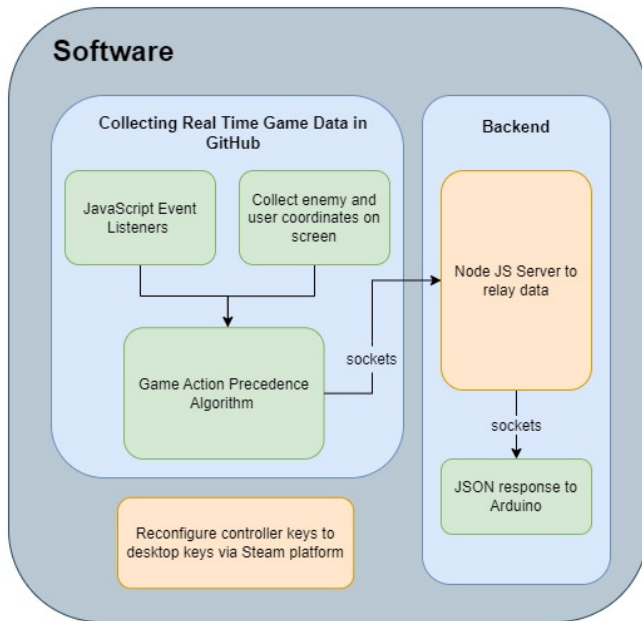 Software
Collecting Real Time Game Data in
GitHub
JavaScript Event
Listeners
Collect enemy and
user coordinates on
screen
Game Action Precedence
Algorithm
sockets
Backend
Node JS Server to
relay data
sockets
JSON response to
Arduino
Reconfigure controller keys to
desktop keys via Steam platform